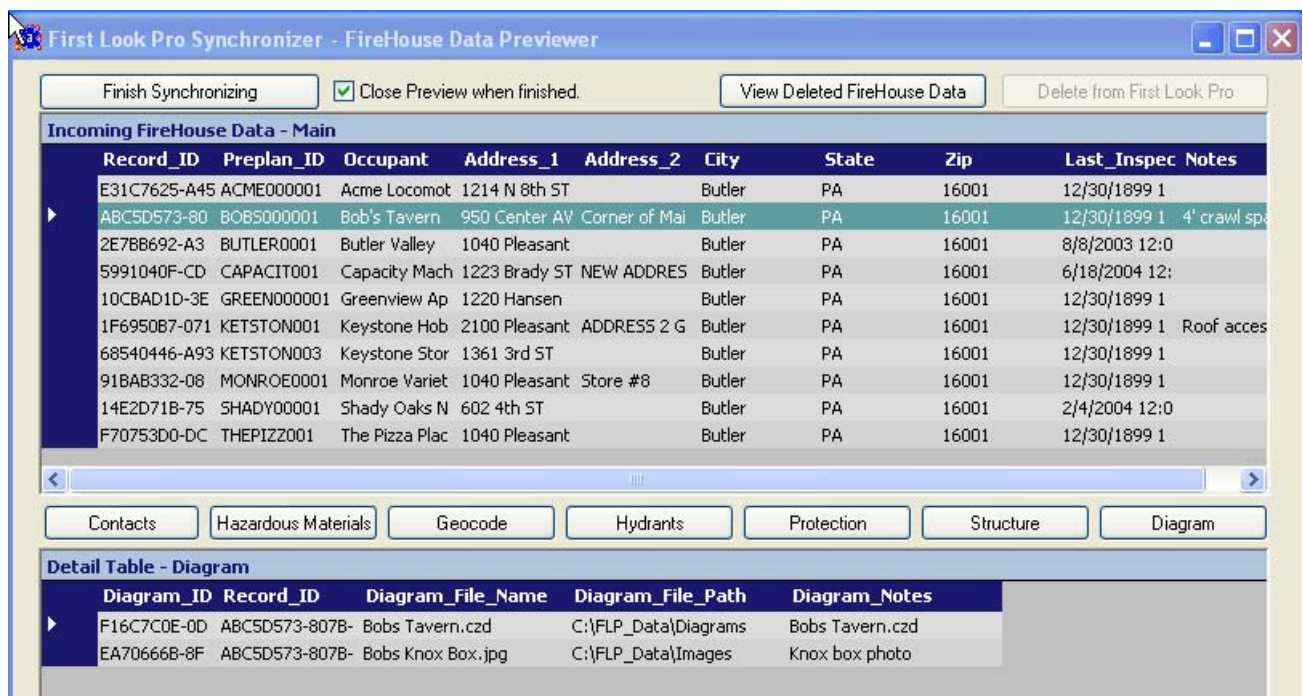 First Look Pro Synchronizer - FireHouse Data Previewer
Finish Synchronizing Close Preview when finished. View Deleted FireHouse Data Delete from First Look Pro
Incoming FireHouse Data - Main
Record_ID Preplan_ID Occupant Address_1 Address_2 City State Zip Last_Inspec Notes
E31C7625-A45 ACME000001 Acme Locomot 1214 N 8th ST Butler PA 16001 12/30/1899 1
ABC5D573-80 BOBS000001 Bob's Tavern 950 Center AV Corner of Mai Butler PA 16001 12/30/1899 1 4' crawl spa
2E7BB692-A3 BUTLER0001 Butler Valley 1040 Pleasant Butler PA 16001 8/8/2003 12:0
5991040F-CD CAPACIT001 Capacity Mach 1223 Brady ST NEW ADDRES Butler PA 16001 6/18/2004 12:
10CBAD1D-3E GREEN000001 Greenview Ap 1220 Hansen Butler PA 16001 12/30/1899 1
1F6950B7-071 KETSTON001 Keystone Hob 2100 Pleasant ADDRESS 2 G Butler PA 16001 12/30/1899 1 Roof acces
68540446-A93 KETSTON003 Keystone Stor 1361 3rd ST Butler PA 16001 12/30/1899 1
91BAB332-08 MONROE0001 Monroe Variet 1040 Pleasant Store #8 Butler PA 16001 12/30/1899 1
14E2D71B-75 SHADY00001 Shady Oaks N 602 4th ST Butler PA 16001 2/4/2004 12:0
F70753D0-DC THEPIZZ001 The Pizza Plac 1040 Pleasant Butler PA 16001 12/30/1899 1
Contacts Hazardous Materials Geocode Hydrants Protection Structure Diagram
Detail Table - Diagram
Diagram_ID Record_ID Diagram_File_Name Diagram_File_Path Diagram_Notes
F16C7C0E-0D ABC5D573-807B- Bobs Tavern.czd C:\FLP_Data\Diagrams Bobs Tavern.czd
EA70666B-8F ABC5D573-807B- Bobs Knox Box.jpg C:\FLP_Data\Images Knox box photo